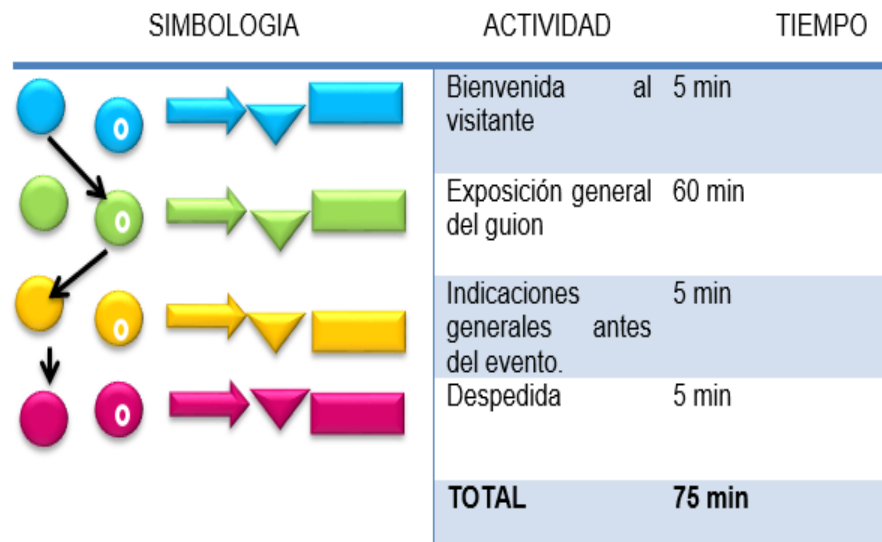 SIMBOLOGIA ACTIVIDAD TIEMPO
Bienvenida al 5 min
visitante
Exposición general 60 min
del guion
Indicaciones 5 min
generales antes
del evento.
Despedida 5 min
TOTAL 75 min